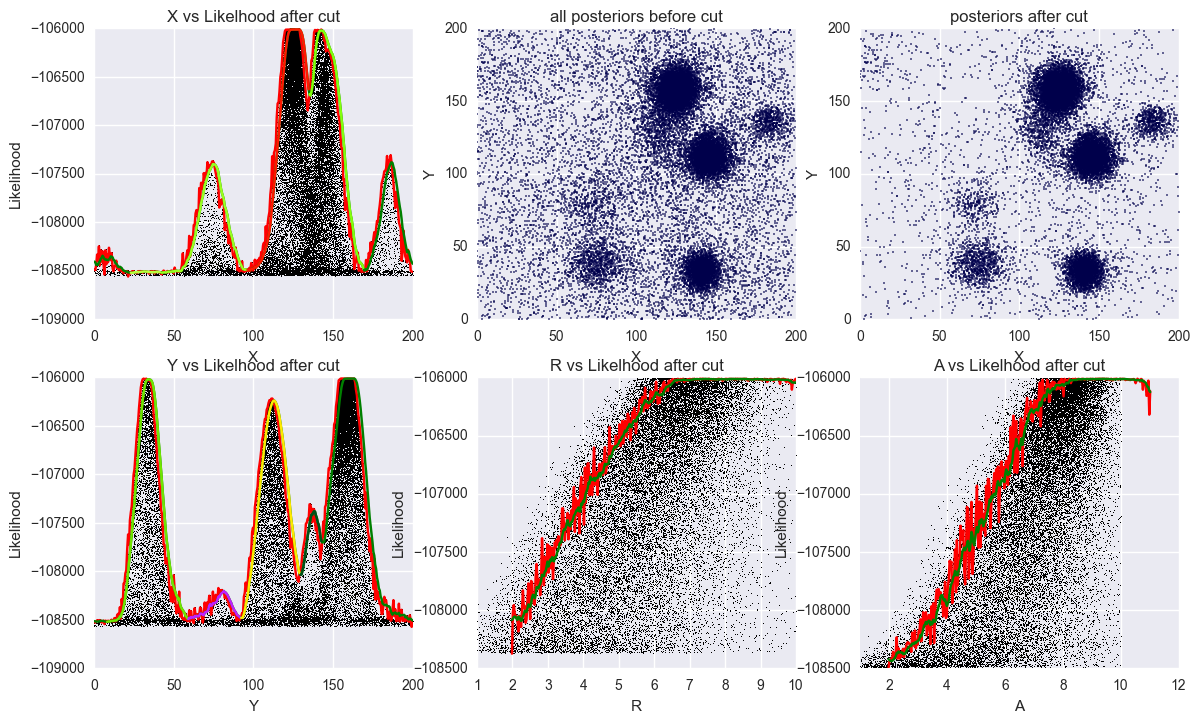 X vs Likelhood after cut
all posteriors before cut
posteriors after cut
−106000
−106500
−107000
−107500
−108000
−108500
−109000
Likelihood
0 50 100 150 200
X
200
150
100
50
0
Y
0 50 100 150 200
X
200
150
100
50
0
Y
0 50 100 150 200
X
Y vs Likelhood after cut
R vs Likelhood after cut
A vs Likelhood after cut
−106000
−106500
−107000
−107500
−108000
−108500
−109000
Likelihood
0 50 100 150 200
Y
−106000
−106500
−107000
−107500
−108000
−108500
Likelihood
1 2 3 4 5 6 7 8 9 10
R
−106000
−106500
−107000
−107500
−108000
−108500
Likelihood
2 4 6 8 10 12
A